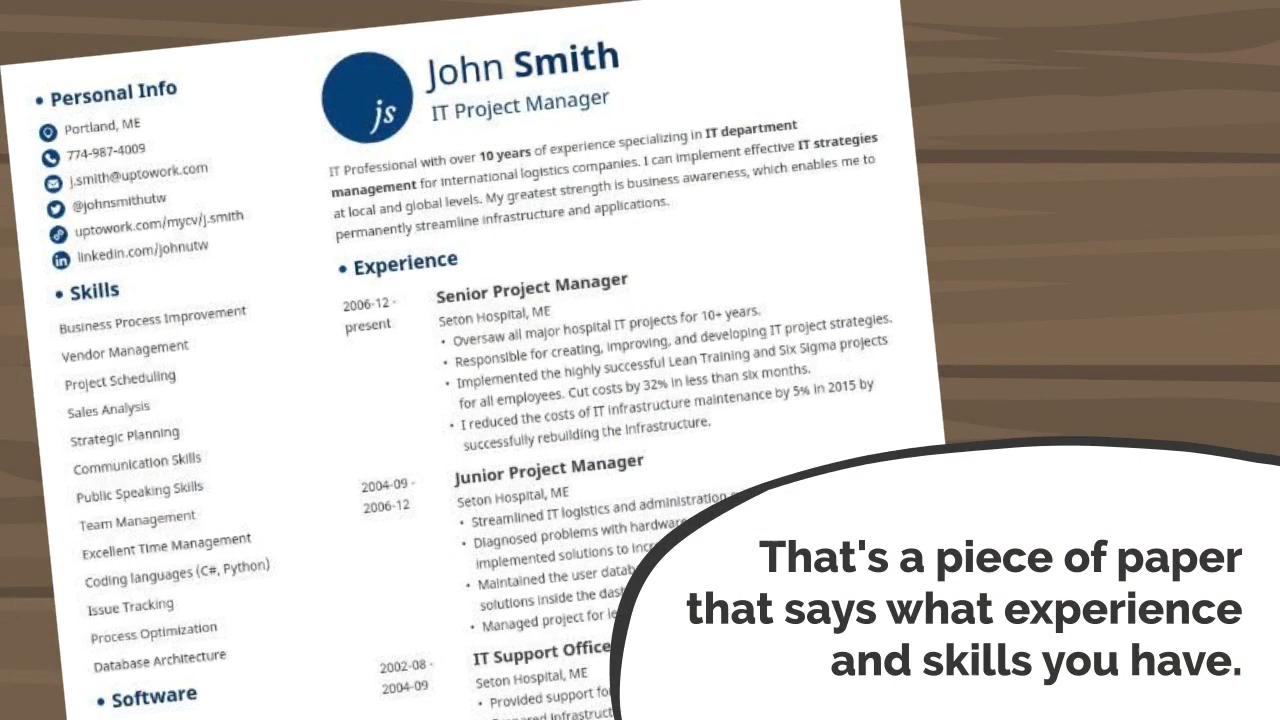 Personal Info
Portland, ME
774-987-4009
j.smith@uptowork.com
@johnsmithutw
uptowork.com/mycv/j.smith
linkedin.com/johnutw
Skills
Business Process Improvement
Vendor Management
Project Scheduling
Sales Analysis
Strategic Planning
Communication Skills
Public Speaking Skills
Team Management
Excellent Time Management
Coding languages (C#, Python)
Issue Tracking
Process Optimization
Database Architecture
Software
js
John Smith
IT Project Manager
IT Professional with over 10 years of experience specializing in IT department
management for international logistics companies. I can implement effective IT strategies
at local and global levels. My greatest strength is business awareness, which enables me to
permanently streamline infrastructure and applications.
Experience
2006-12 -
present
Senior Project Manager
Seton Hospital, ME
• Oversaw all major hospital IT projects for 10+ years.
• Responsible for creating, improving, and developing IT project strategies.
• Implemented the highly successful Lean Training and Six Sigma projects
for all employees. Cut costs by 32% in less than six months.
• I reduced the costs of IT infrastructure maintenance by 5% in 2015 by
successfully rebuilding the infrastructure.
2004-09 -
2006-12
Junior Project Manager
Seton Hospital, ME
• Streamlined IT logistics and administration
• Diagnosed problems with hardware
implemented solutions to
• Maintained the user
solutions inside the
• Managed project for
2002-08 -
2004-09
IT Support
Seton Hospital, ME
• Provided support
That's a piece of paper
that says what experience
and skills you have.